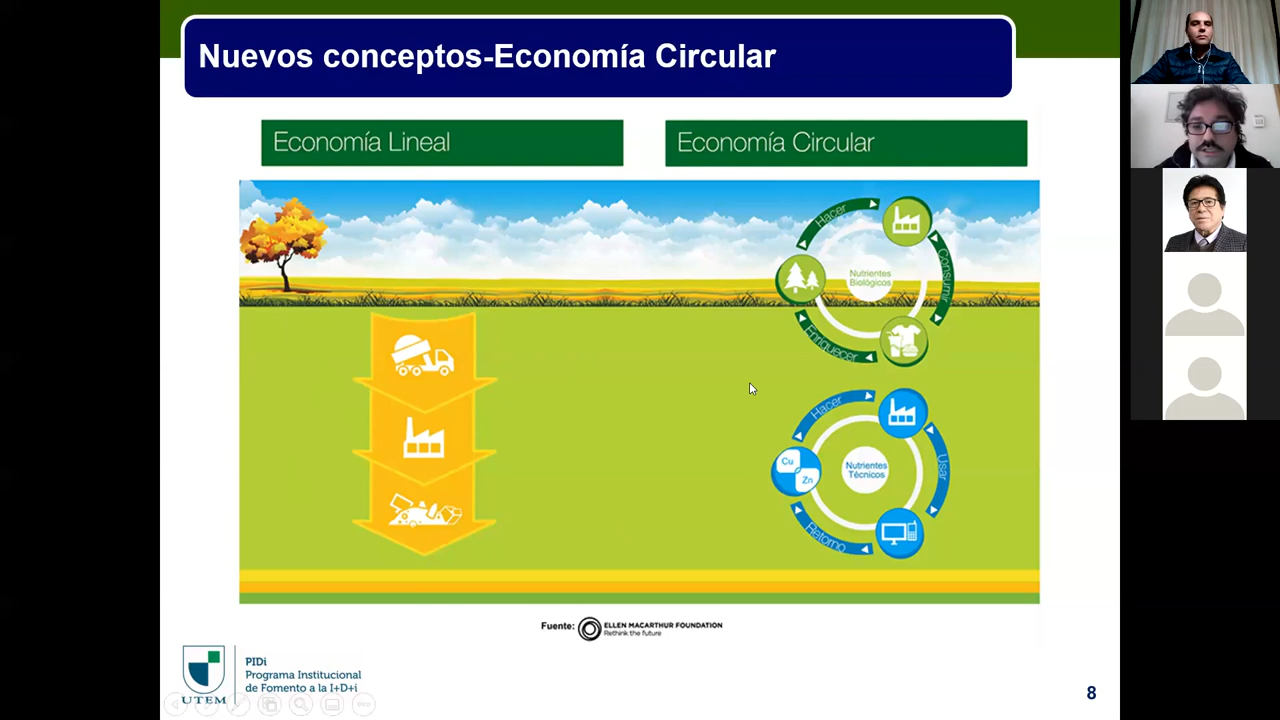 Nuevos conceptos-Economía Circular
Economía Lineal
Economía Circular
Hacer
Consumir
Nutrientes
Biológicos
Enriquecer
Hacer
Cu
Zn
Nutrientes
Técnicos
Usar
Retorno
Fuente: ELLEN MACARTHUR FOUNDATION
Rethink the future
UTEM
PIDi
Programa Institucional
de Fomento a la I+D+i
8